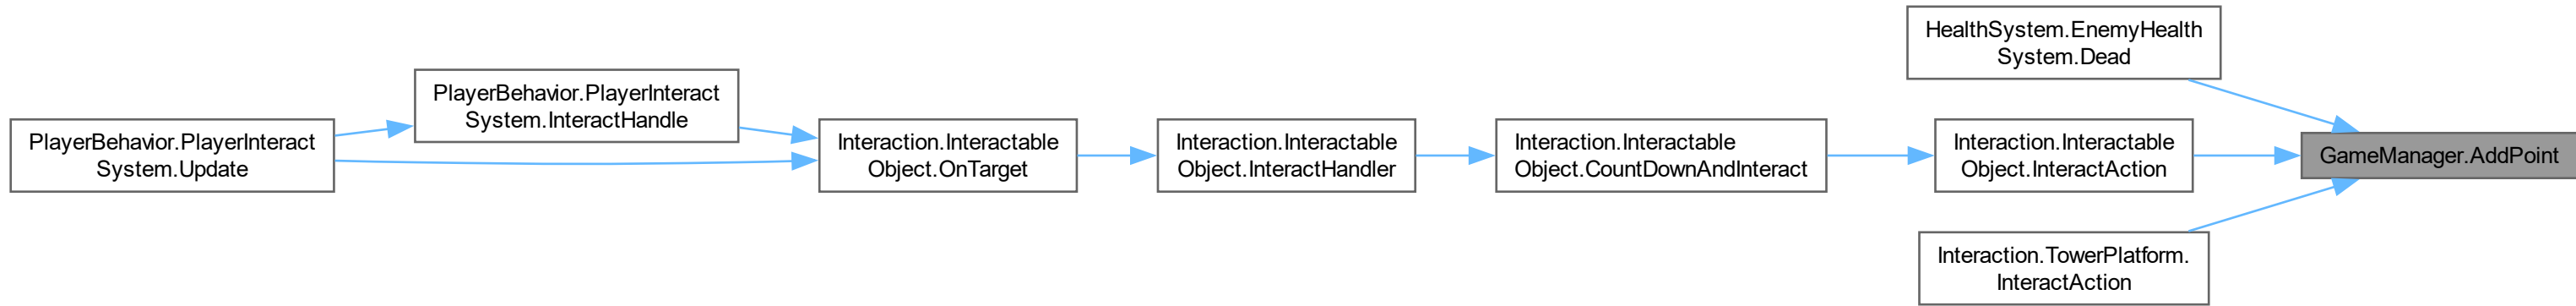 HealthSystem.EnemyHealth
System.Dead
PlayerBehavior.PlayerInteract
System.InteractHandle
PlayerBehavior.PlayerInteract
System.Update
Interaction.Interactable
Object.OnTarget
Interaction.Interactable
Object.InteractHandler
Interaction.Interactable
Object.CountDownAndInteract
Interaction.Interactable
Object.InteractAction
GameManager.AddPoint
Interaction.TowerPlatform.
InteractAction